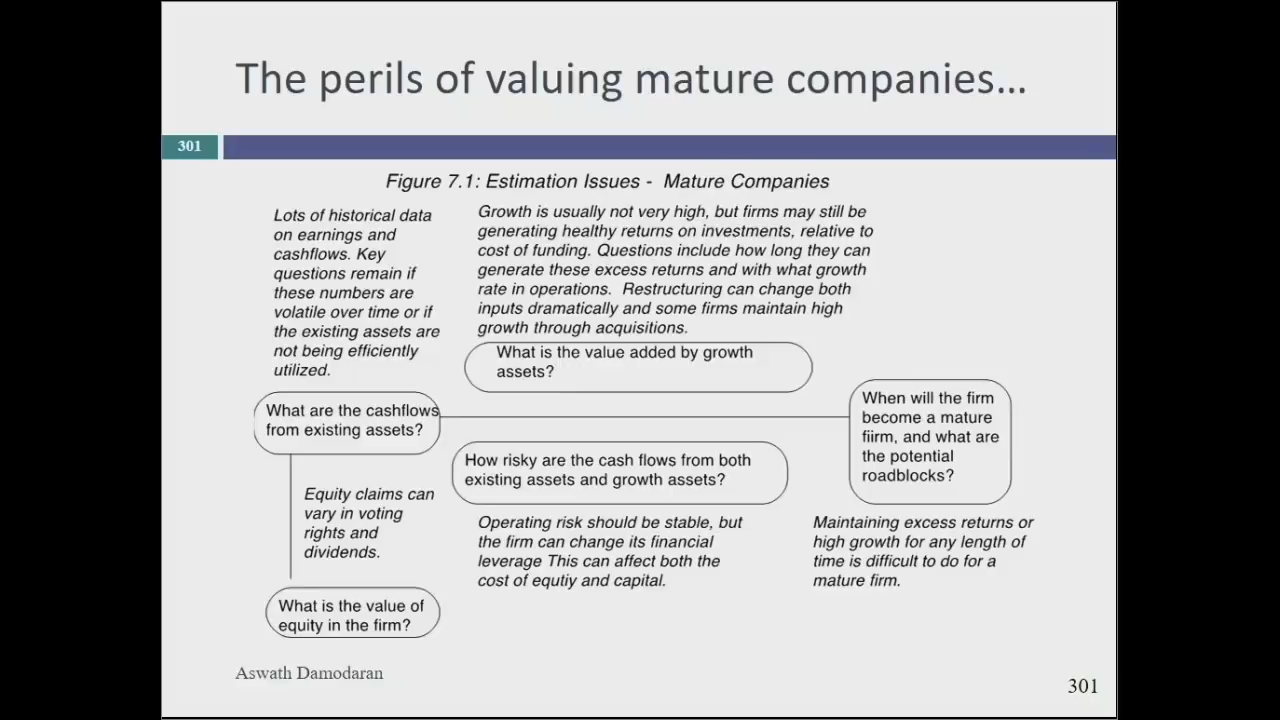 The perils of valuing mature companies…
301
Figure 7.1: Estimation Issues - Mature Companies
Lots of historical data
on earnings and
cashflows. Key
questions remain if
these numbers are
volatile over time or if
the existing assets are
not being efficiently
utilized.
Growth is usually not very high, but firms may still be
generating healthy returns on investments, relative to
cost of funding. Questions include how long they can
generate these excess returns and with what growth
rate in operations. Restructuring can change both
inputs dramatically and some firms maintain high
growth through acquisitions.
What is the value added by growth
assets?
What are the cashflows
from existing assets?
When will the firm
become a mature
fiirm, and what are
the potential
roadblocks?
How risky are the cash flows from both
existing assets and growth assets?
Equity claims can
vary in voting
rights and
dividends.
Operating risk should be stable, but
the firm can change its financial
leverage This can affect both the
cost of equtiy and capital.
Maintaining excess returns or
high growth for any length of
time is difficult to do for a
mature firm.
What is the value of
equity in the firm?
Aswath Damodaran
301